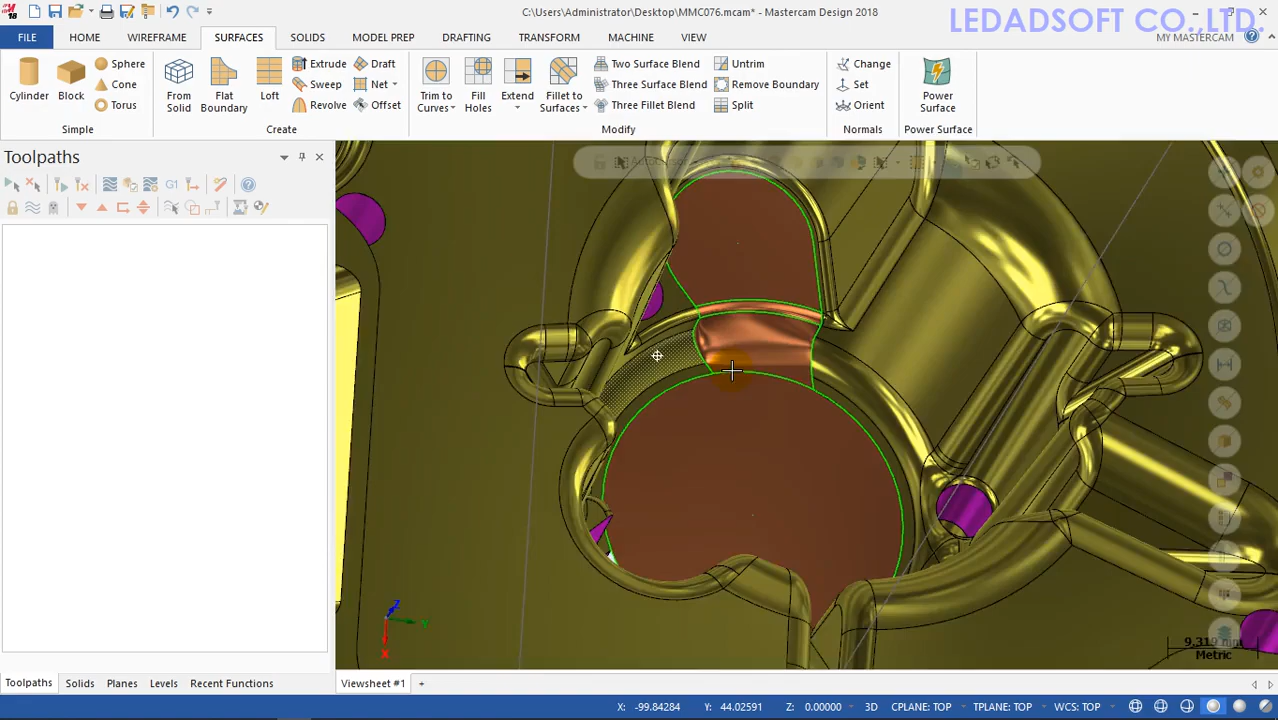 C:\Users\Administrator\Desktop\MMC076.mcam* - Mastercam Design 2018
LEDADSOFT CO.,LTD.
FILE HOME WIREFRAME SURFACES SOLIDS MODEL PREP DRAFTING TRANSFORM MACHINE VIEW MY MASTERCAM
Sphere Extrude Draft Two Surface Blend Untrim Change
Cylinder Block Cone From Solid Flat Boundary Loft Sweep Net Trim to Curves Fill Holes Extend Fillet to Surfaces Three Surface Blend Remove Boundary Set Power Surface
Torus Revolve Offset Three Fillet Blend Split Orient
Simple Create Modify Normals Power Surface
Toolpaths
G1
9.319 mm
Metric
Z
Y
X
Toolpaths Solids Planes Levels Recent Functions Viewsheet #1 +
X: -99.84284 Y: 44.02591 Z: 0.00000 3D CPLANE: TOP TPLANE: TOP WCS: TOP